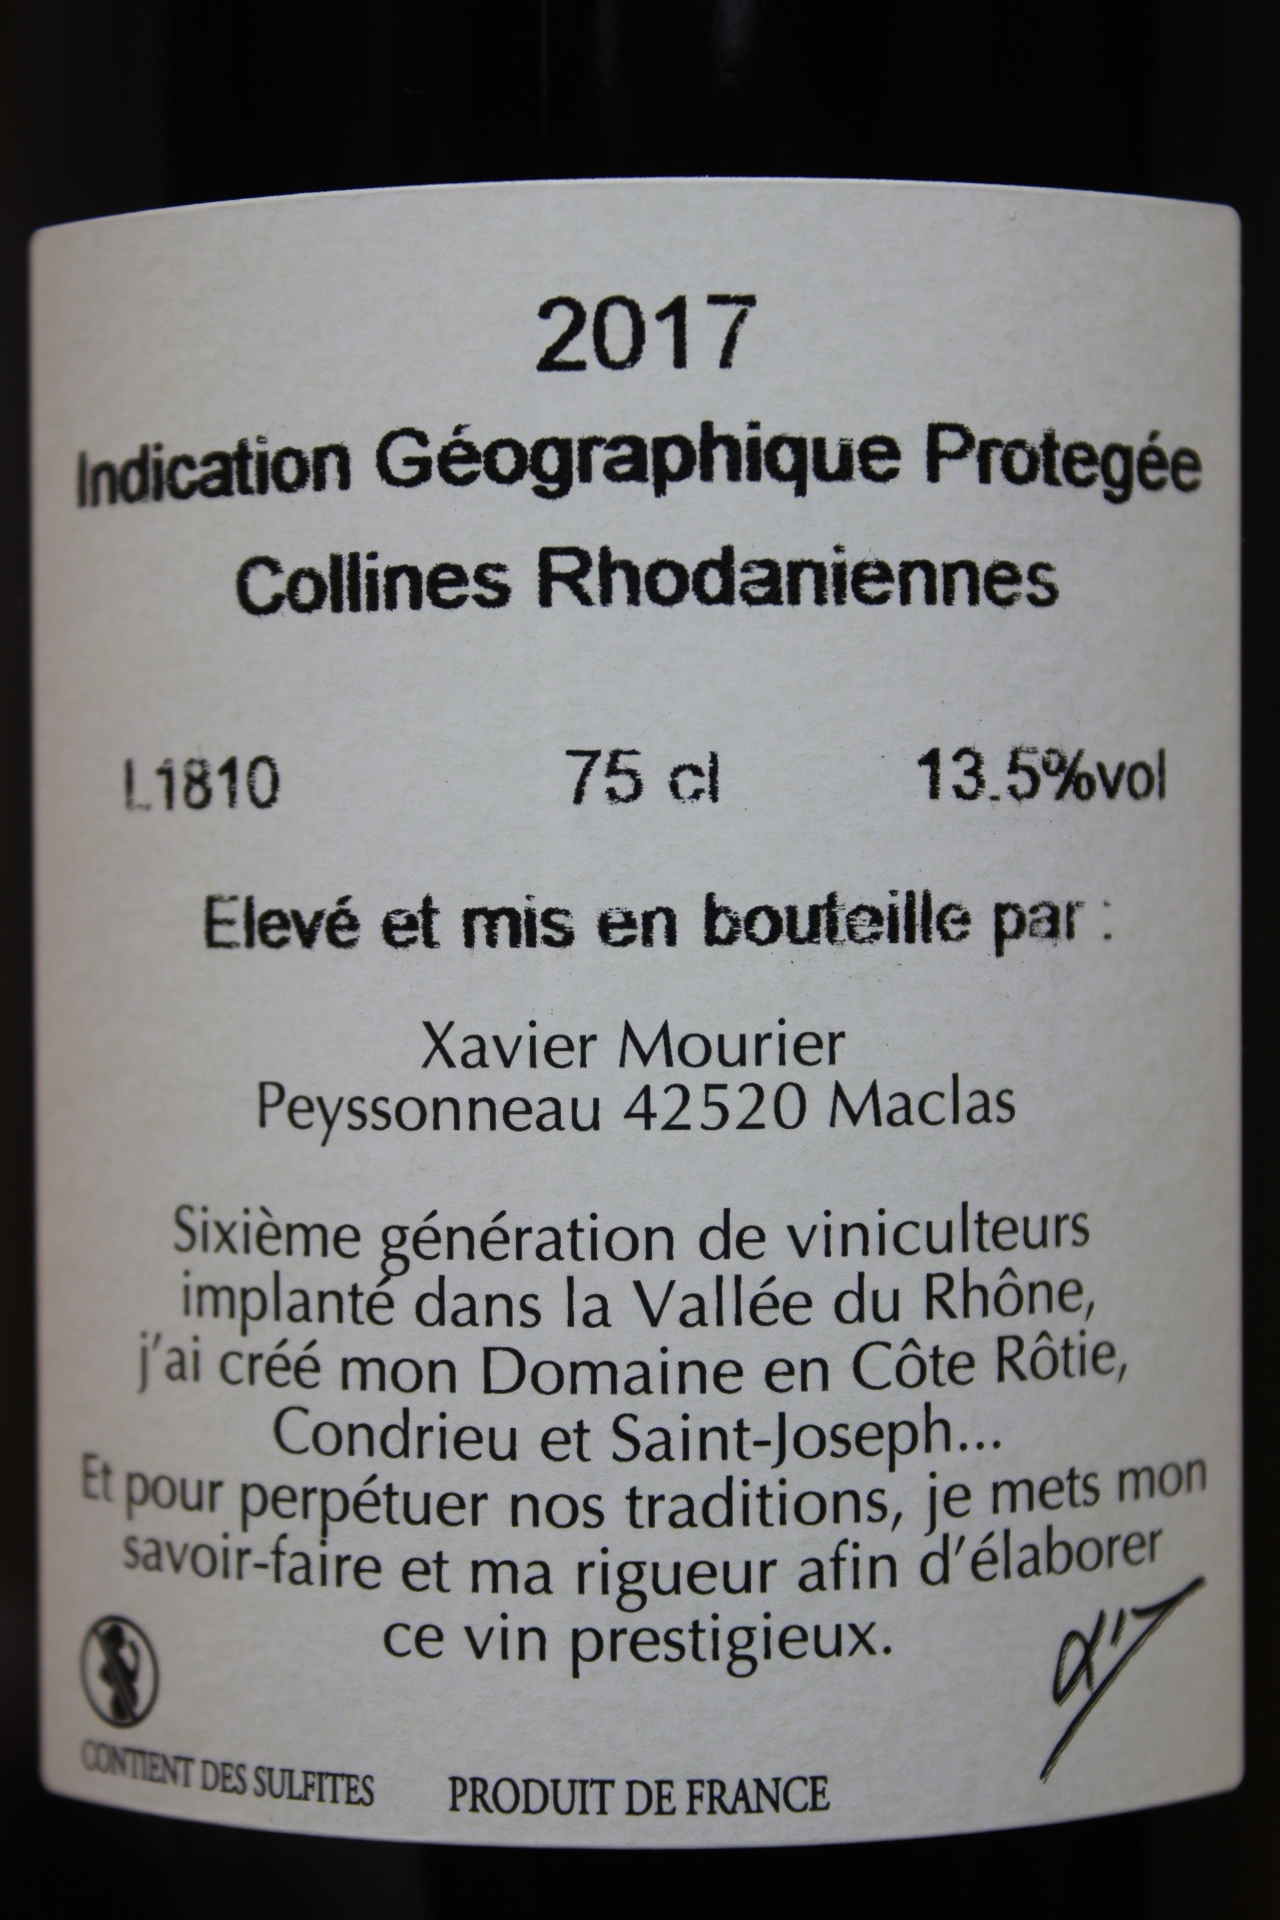 2017
Indication Géographique Protegée
Collines Rhodaniennes
L1810 75 cl 13.5%vol
Elevé et mis en bouteille par :
Xavier Mourier
Peyssonneau 42520 Maclas
Sixième génération de viniculteurs
implanté dans la Vallée du Rhône,
j'ai créé mon Domaine en Côte Rôtie,
Condrieu et Saint-Joseph...
Et pour perpétuer nos traditions, je mets mon
savoir-faire et ma rigueur afin d'élaborer
ce vin prestigieux.
CONTIENT DES SULFITES PRODUIT DE FRANCE